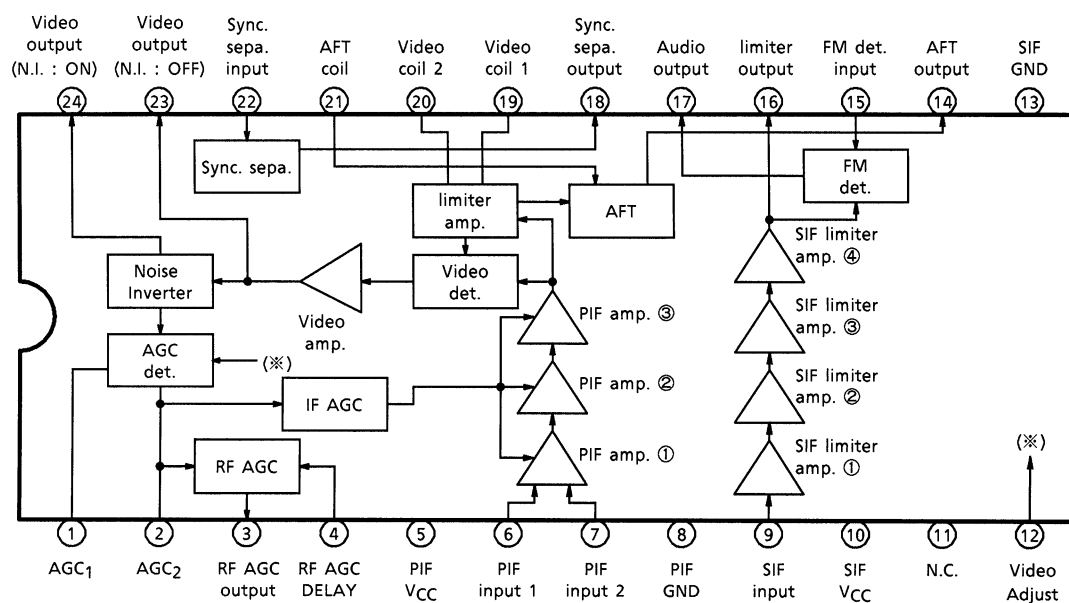 Video
output
(N.I. : ON)
Video
output
(N.I. : OFF)
Sync.
sepa.
input
AFT
coil
Video
coil 2
Video
coil 1
Sync.
sepa.
output
Audio
output
limiter
output
FM det.
input
AFT
output
SIF
GND
24
23
22
21
20
19
18
17
16
15
14
13
Sync. sepa.
limiter
amp.
AFT
FM
det.
Noise
Inverter
Video
amp.
Video
det.
PIF amp. ③
SIF limiter
amp. ④
AGC
det.
(※)
SIF limiter
amp. ③
IF AGC
PIF amp. ②
SIF limiter
amp. ②
RF AGC
PIF amp. ①
SIF limiter
amp. ①
(※)
1
2
3
4
5
6
7
8
9
10
11
12
AGC1
AGC2
RF AGC
output
RF AGC
DELAY
PIF
VCC
PIF
input 1
PIF
input 2
PIF
GND
SIF
input
SIF
VCC
N.C.
Video
Adjust